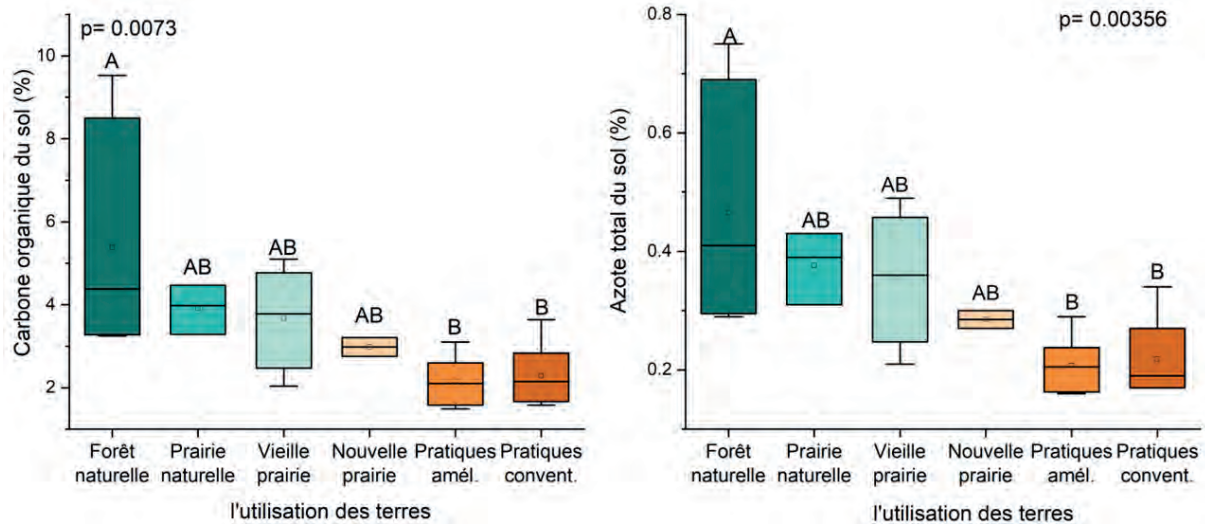 p= 0.0073
Carbone organique du sol (%)
10
8
6
4
2
A
AB
AB
AB
B
B
Forêt naturelle
Prairie naturelle
Vieille prairie
Nouvelle prairie
Pratiques amél.
Pratiques convent.
l'utilisation des terres
p= 0.00356
Azote total du sol (%)
0.8
0.6
0.4
0.2
A
AB
AB
AB
B
B
Forêt naturelle
Prairie naturelle
Vieille prairie
Nouvelle prairie
Pratiques amél.
Pratiques convent.
l'utilisation des terres